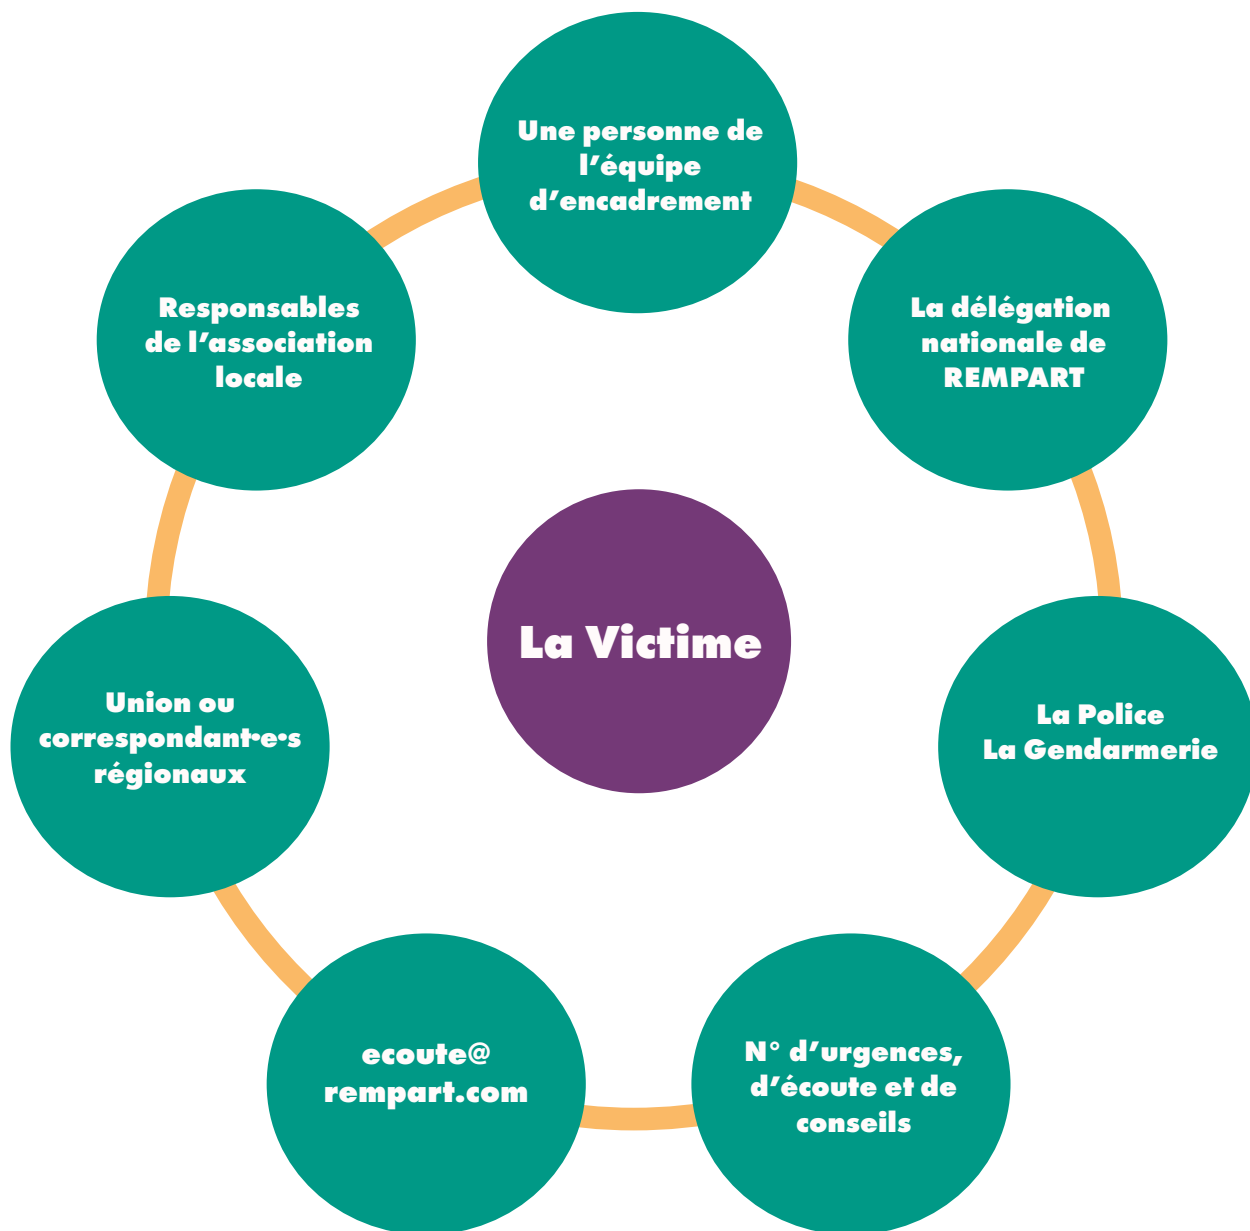 Une personne de
l’équipe
d’encadrement
Responsables
de l’association
locale
La délégation
nationale de
REMPART
La Victime
Union ou
correspondant·e·s
régionaux
La Police
La Gendarmerie
ecoute@
rempart.com
N° d’urgences,
d’écoute et de
conseils